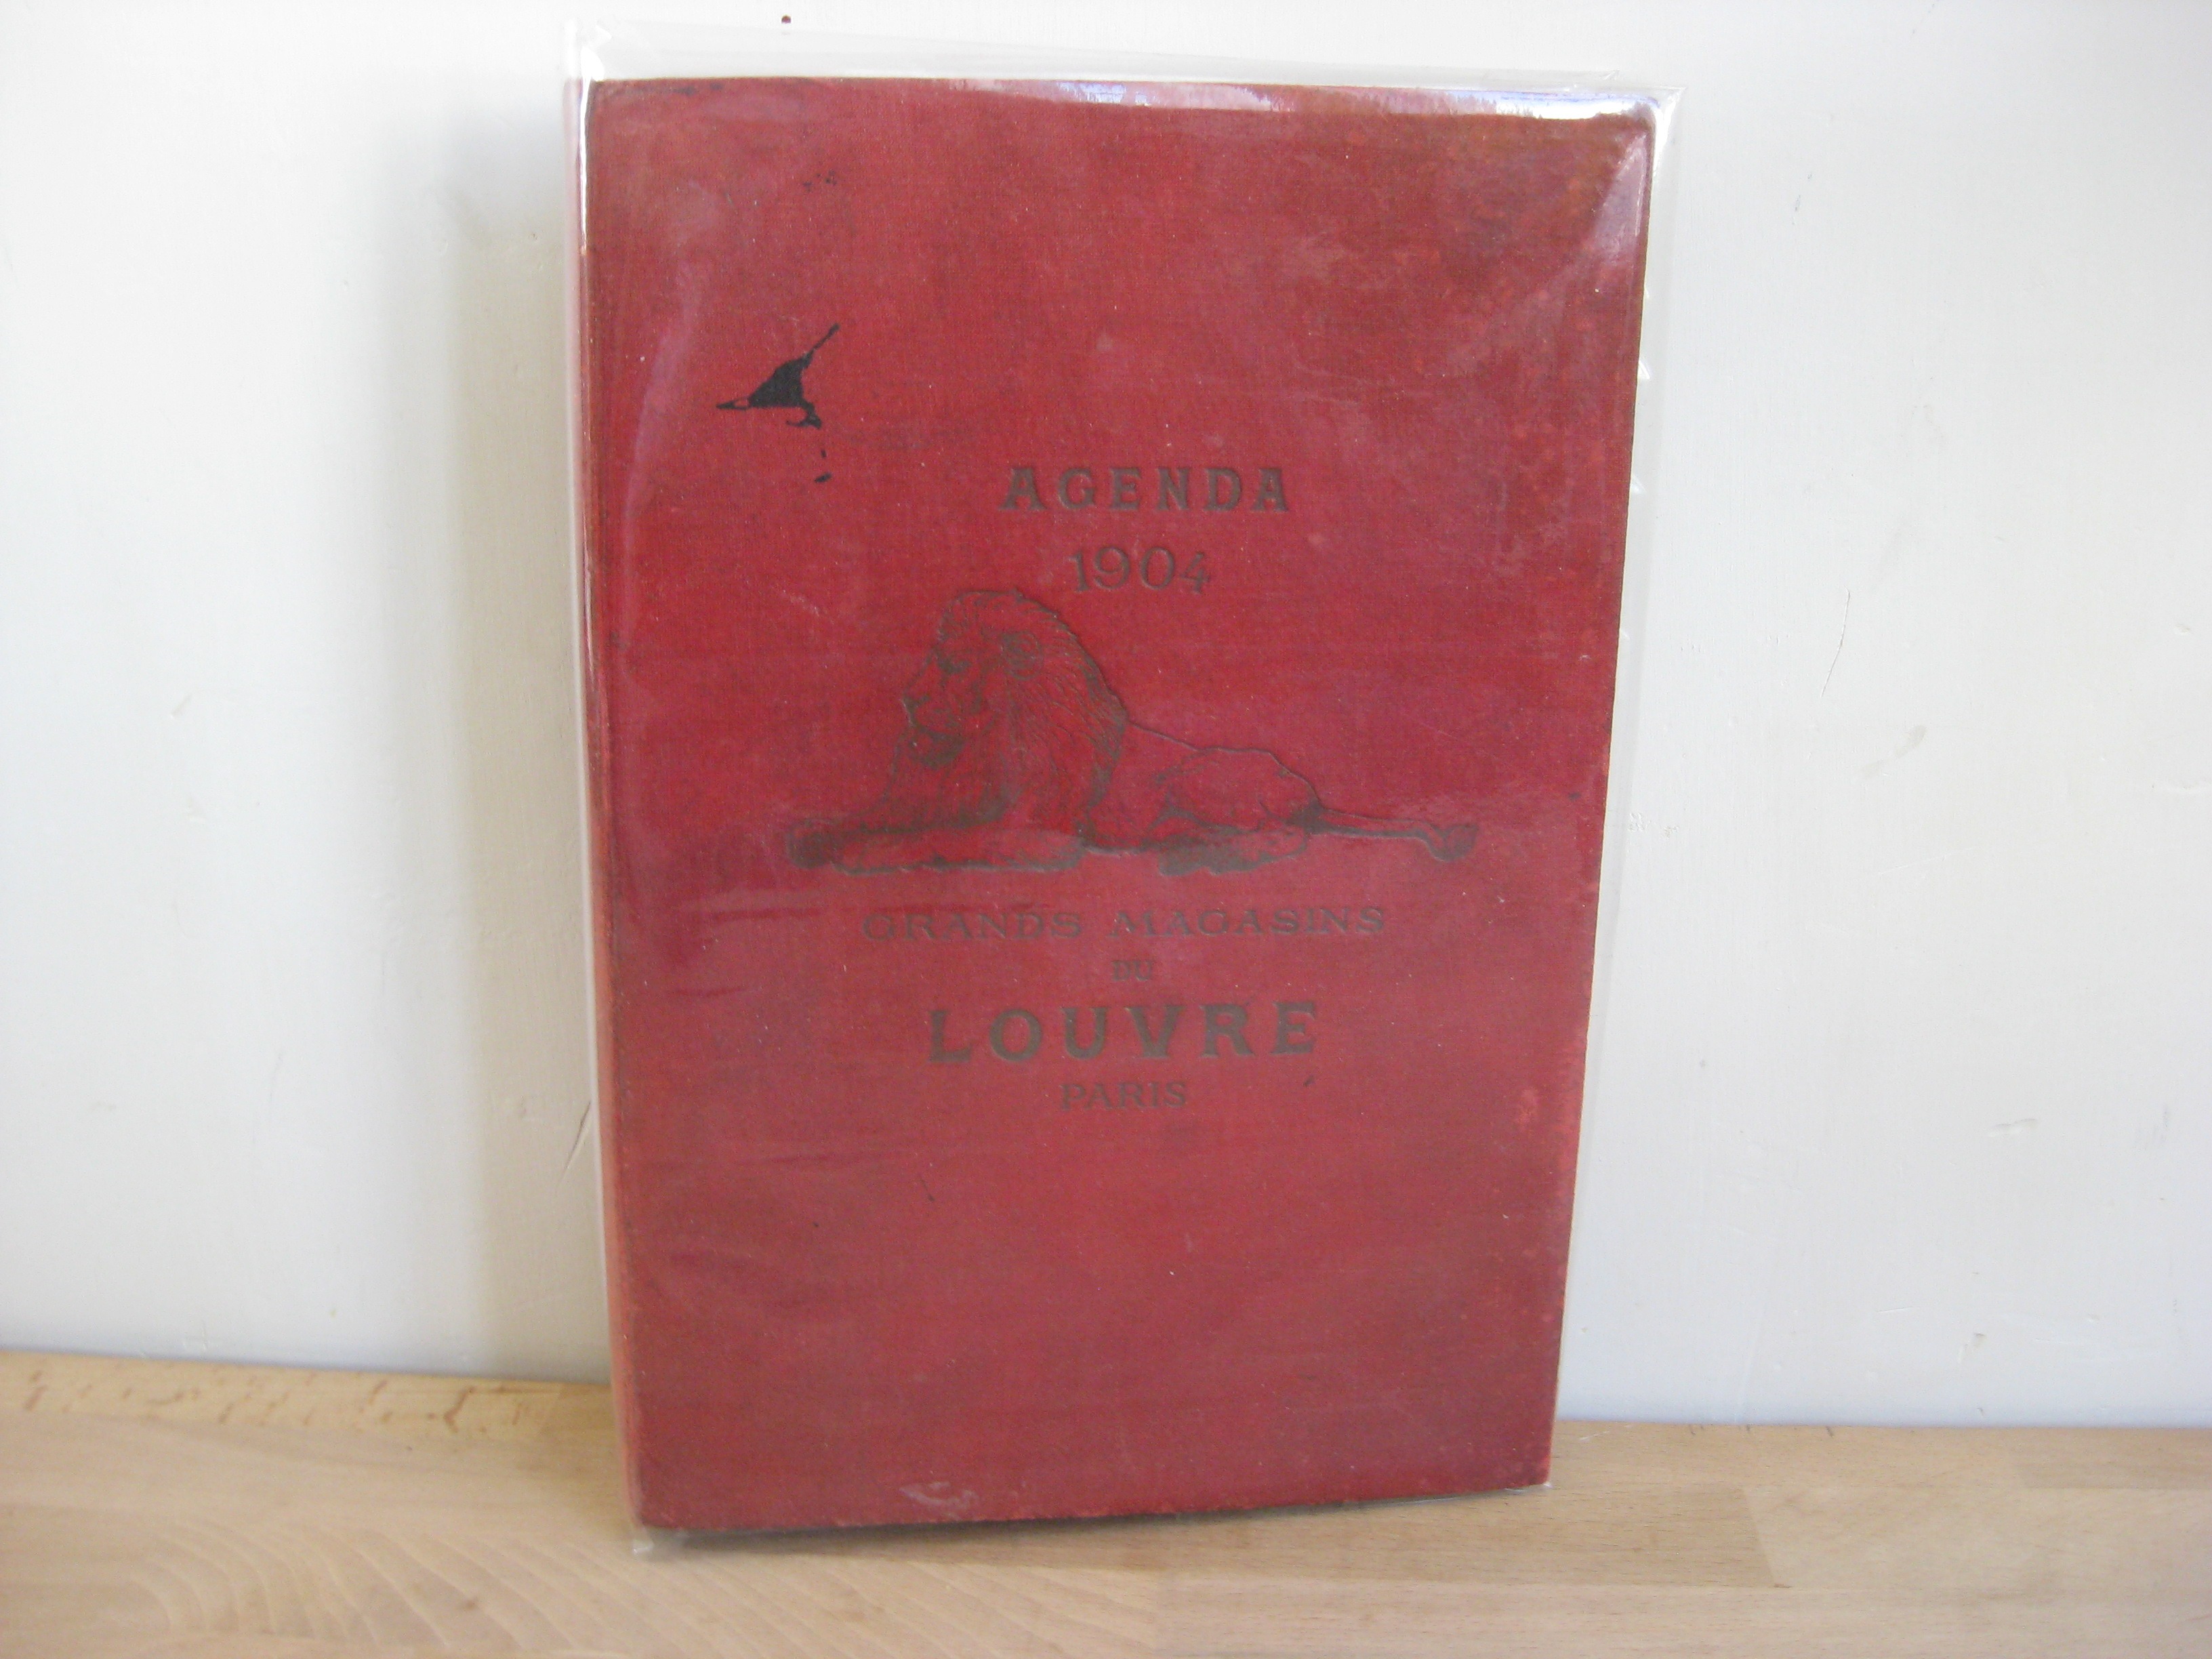 AGENDA
1904
GRANDS MAGASINS
DU
LOUVRE
PARIS